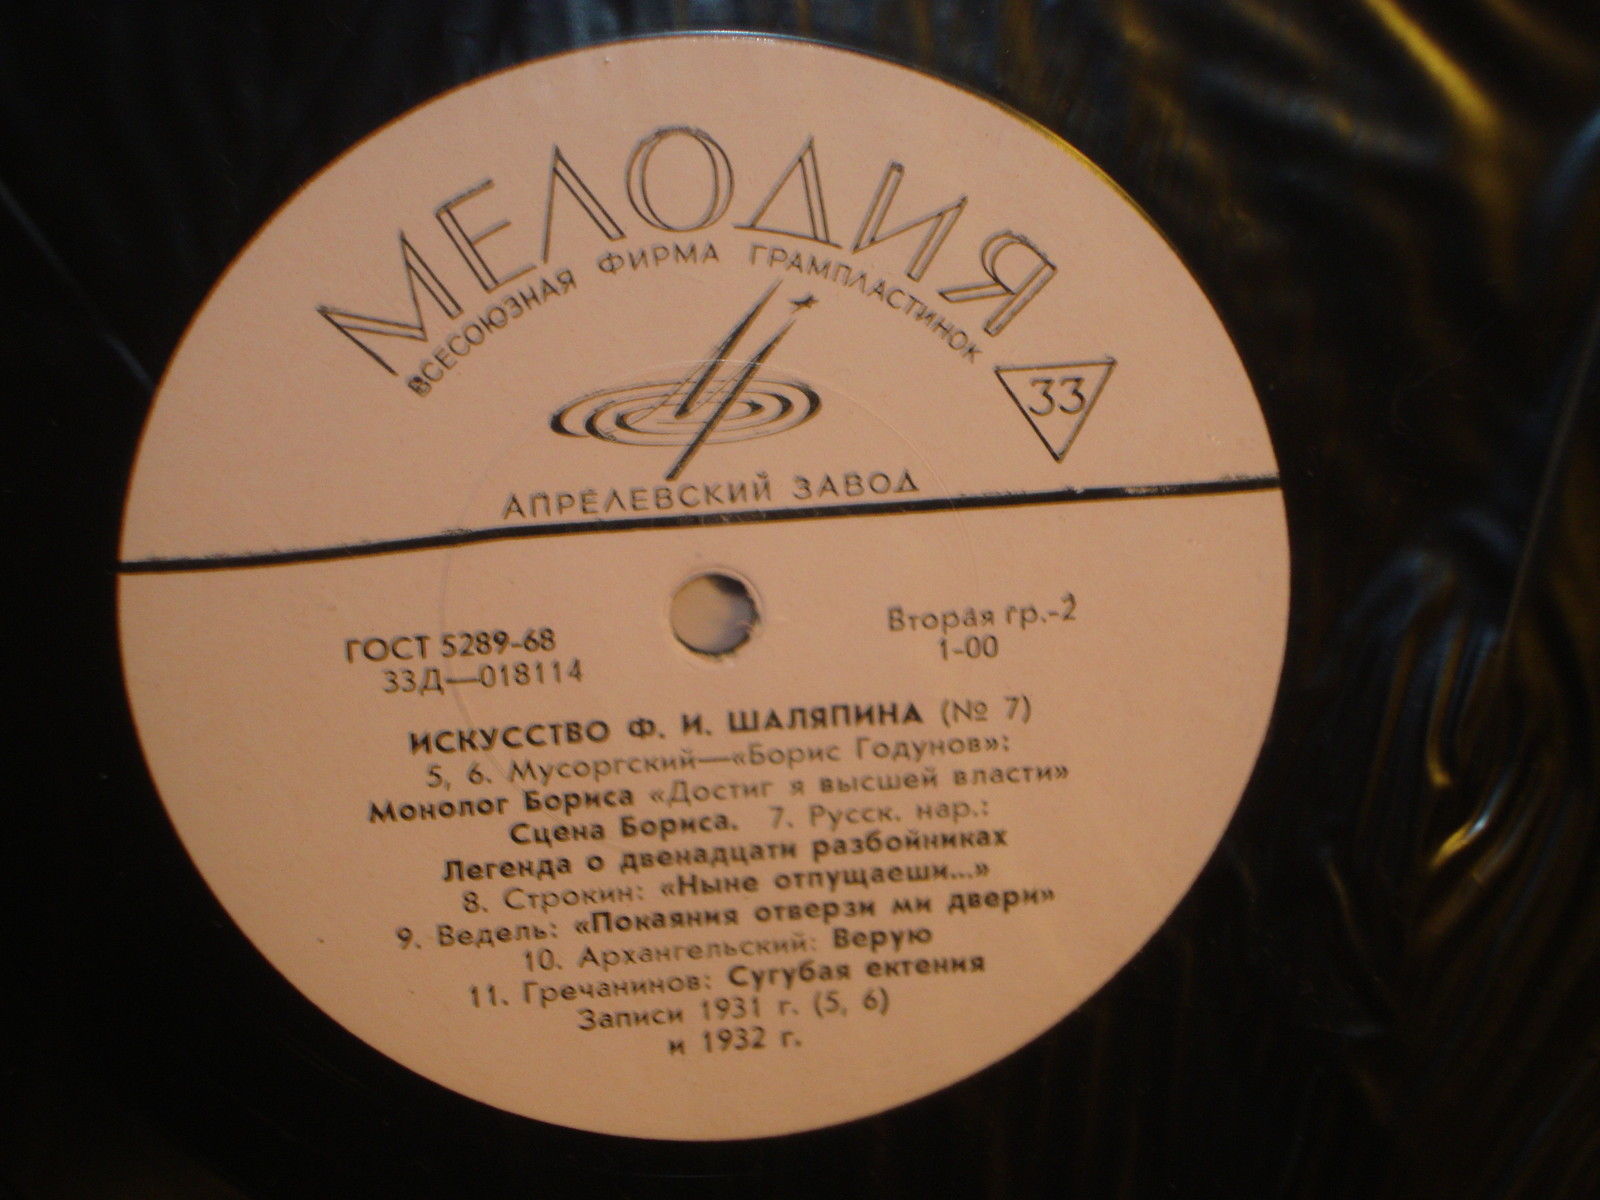 МЕЛОДИЯ
ВСЕСОЮЗНАЯ ФИРМА ГРАМПЛАСТИНОК
33
АПРЕЛЕВСКИЙ ЗАВОД
ГОСТ 5289-68
33Д—018114
Вторая гр.-2
1-00
ИСКУССТВО Ф. И. ШАЛЯПИНА (№ 7)
5, 6. Мусоргский—«Борис Годунов»:
Монолог Бориса «Достиг я высшей власти»
Сцена Бориса. 7. Русск. нар.:
Легенда о двенадцати разбойниках
8. Строкин: «Ныне отпущаеши...»
9. Ведель: «Покаяния отверзи ми двери»
10. Архангельский: Верую
11. Гречанинов: Сугубая ектения
Записи 1931 г. (5, 6)
и 1932 г.